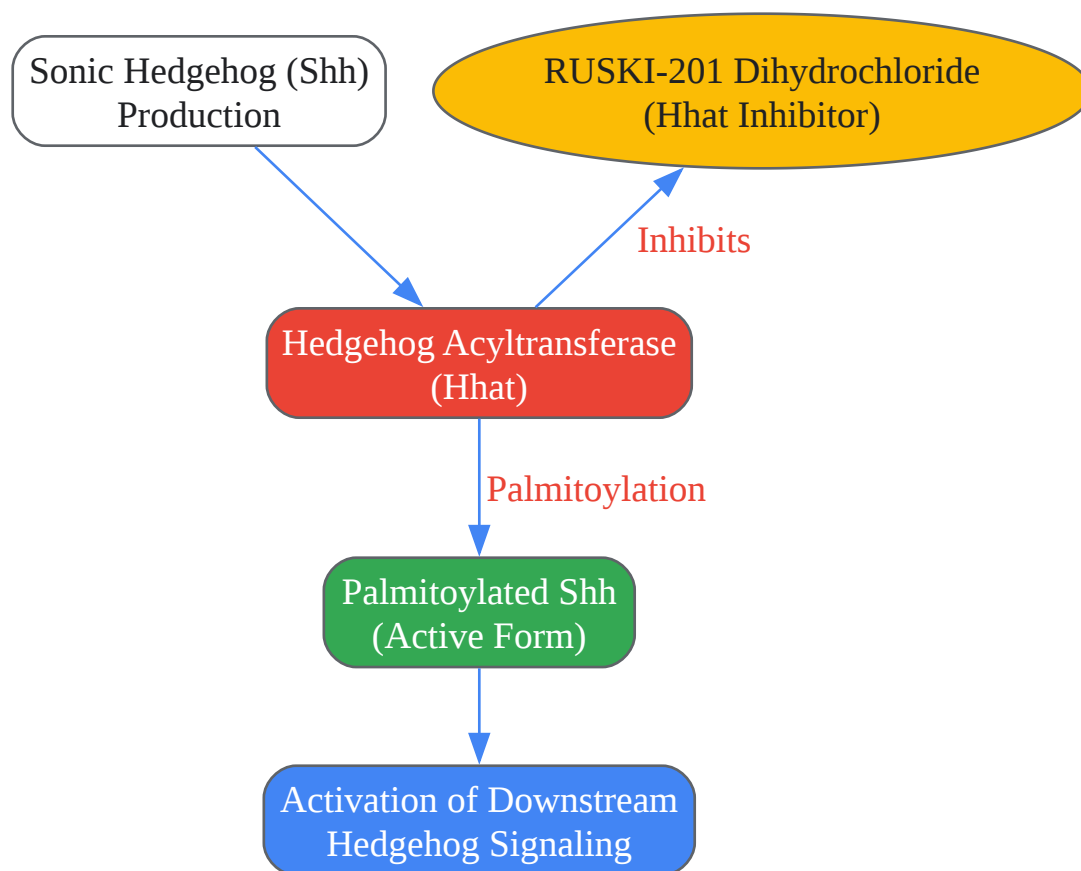 Sonic Hedgehog (Shh)
Production
RUSKI-201 Dihydrochloride
(Hhat Inhibitor)
Inhibits
Hedgehog Acyltransferase
(Hhat)
Palmitoylation
Palmitoylated Shh
(Active Form)
Activation of Downstream
Hedgehog Signaling